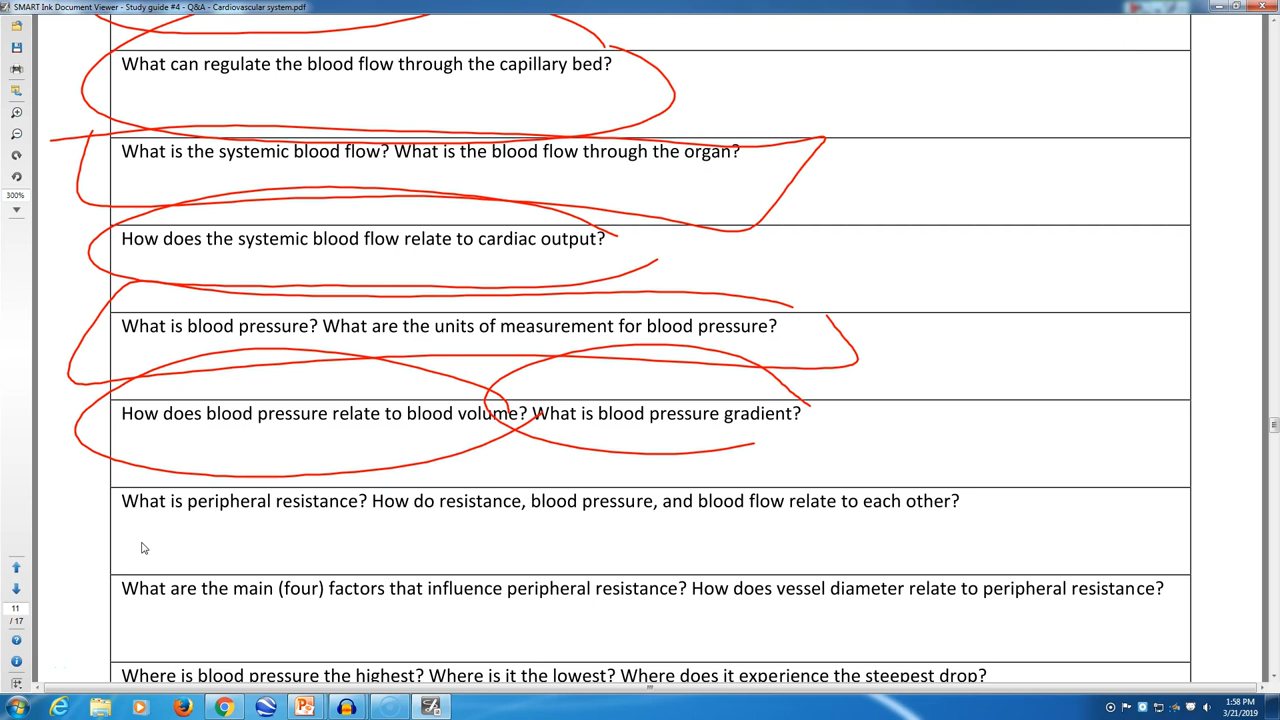 SMART Ink Document Viewer - Study guide #4 - Q&A - Cardiovascular system.pdf
What can regulate the blood flow through the capillary bed?
What is the systemic blood flow? What is the blood flow through the organ?
How does the systemic blood flow relate to cardiac output?
What is blood pressure? What are the units of measurement for blood pressure?
How does blood pressure relate to blood volume? What is blood pressure gradient?
What is peripheral resistance? How do resistance, blood pressure, and blood flow relate to each other?
What are the main (four) factors that influence peripheral resistance? How does vessel diameter relate to peripheral resistance?
Where is blood pressure the highest? Where is it the lowest? Where does it experience the steepest drop?
300%
11
/ 17
1:58 PM
3/21/2019